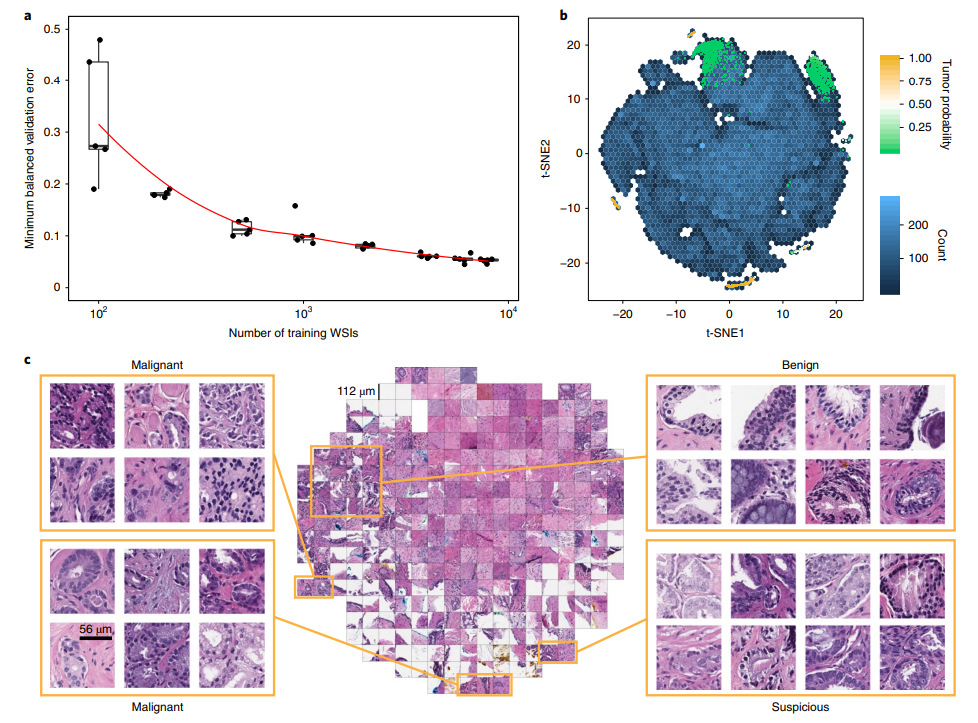 a
0.5
0.4
0.3
0.2
0.1
0
Minimum balanced validation error
10²
10³
10⁴
Number of training WSIs
b
20
10
0
−10
−20
t-SNE2
−20
−10
0
10
20
t-SNE1
1.00
0.75
0.50
0.25
Tumor probability
200
100
Count
c
Malignant
112 µm
Benign
56 µm
Malignant
Suspicious